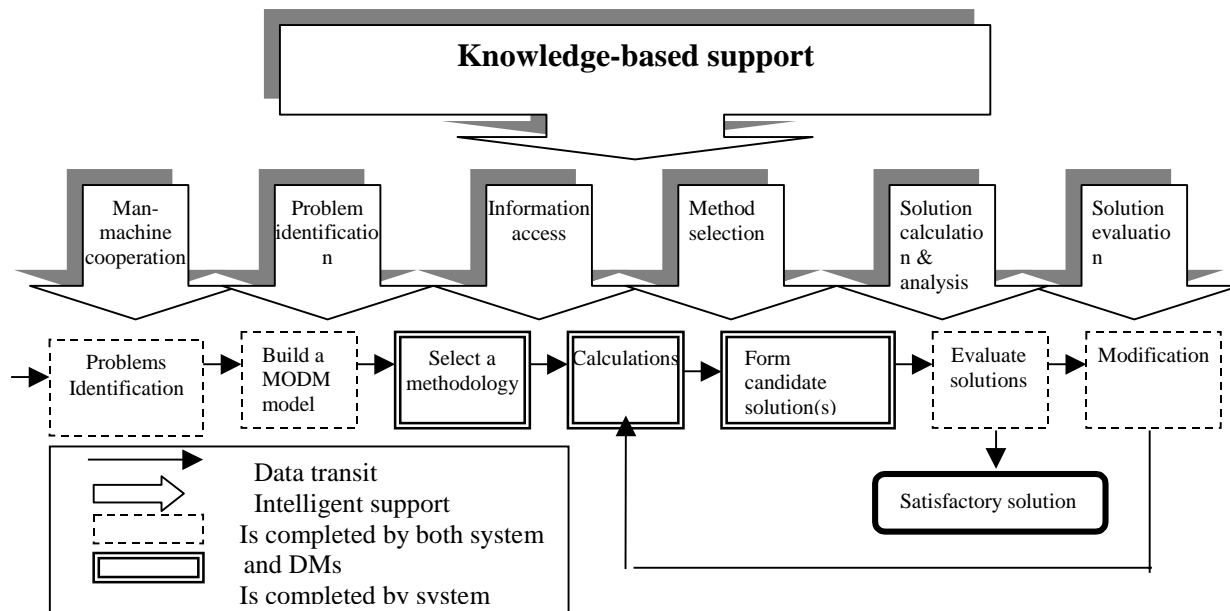 Knowledge-based support
Man-
machine
cooperation
Problem
identificatio
n
Information
access
Method
selection
Solution
calculatio
n &
analysis
Solution
evaluatio
n
Problems
Identification
Build a
MODM
model
Select a
methodology
Calculations
Form
candidate
solution(s)
Evaluate
solutions
Modification
Satisfactory solution
Data transit
Intelligent support
Is completed by both system
and DMs
Is completed by system